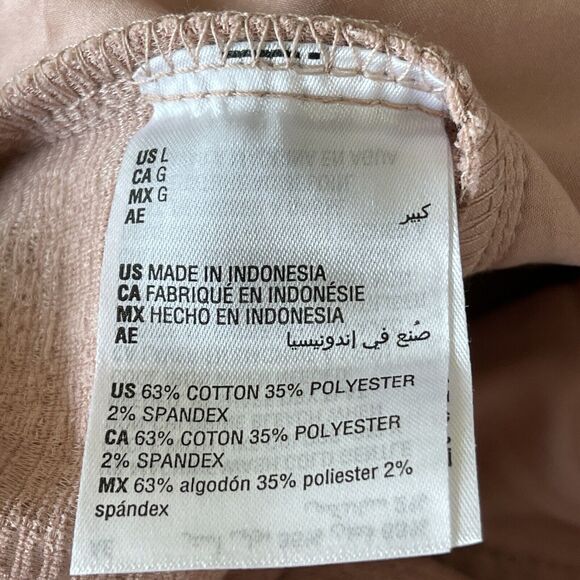 US L
CA G
MX G
AE كبير
US MADE IN INDONESIA
CA FABRIQUÉ EN INDONÉSIE
MX HECHO EN INDONESIA
AE صُنع في إندونيسيا
US 63% COTTON 35% POLYESTER
2% SPANDEX
CA 63% COTON 35% POLYESTER
2% SPANDEX
MX 63% algodón 35% poliester 2%
spándex